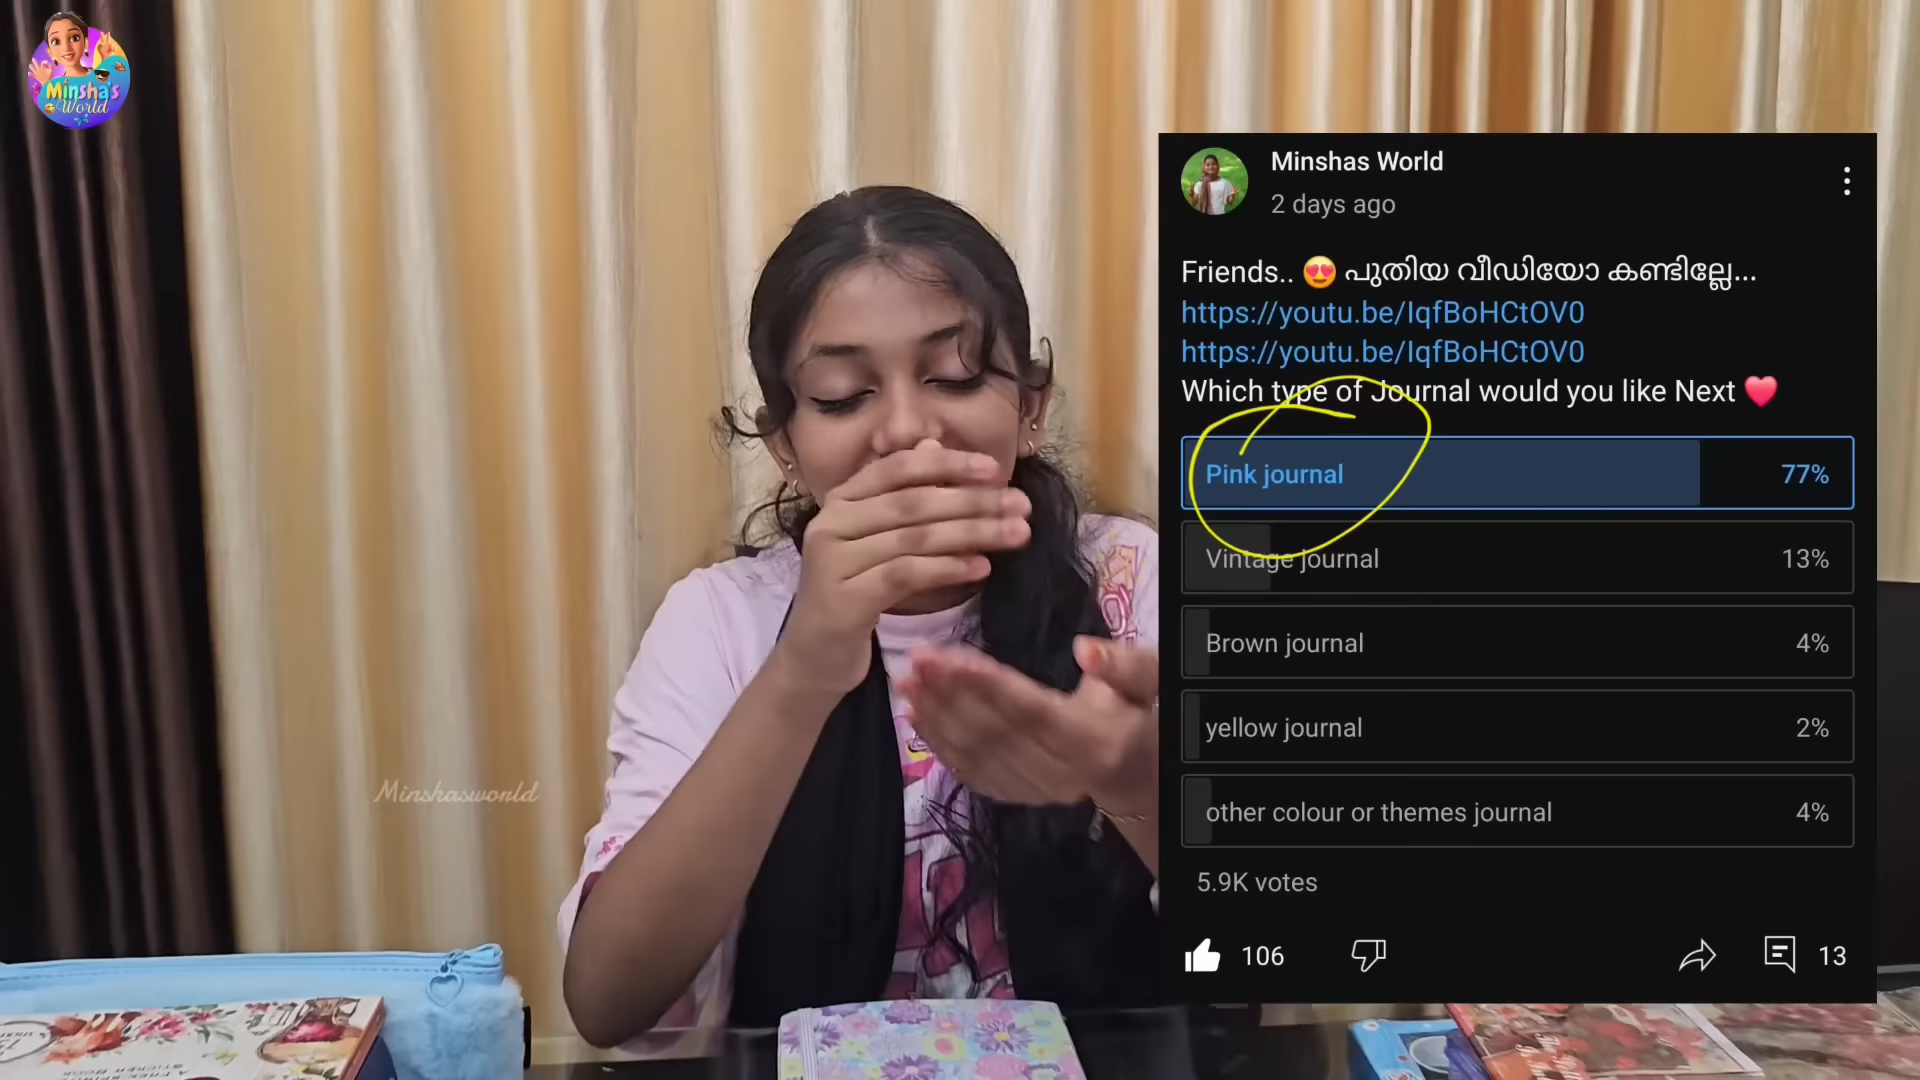 Minsha's
World
Minshas World
2 days ago
Friends.. 😍 പുതിയ വീഡിയോ കണ്ടില്ലേ...
https://youtu.be/IqfBoHCtOV0
https://youtu.be/IqfBoHCtOV0
Which type of Journal would you like Next ❤️
Pink journal 77%
Vintage journal 13%
Brown journal 4%
yellow journal 2%
other colour or themes journal 4%
5.9K votes
106 13
Minshasworld
STICKER BOOK